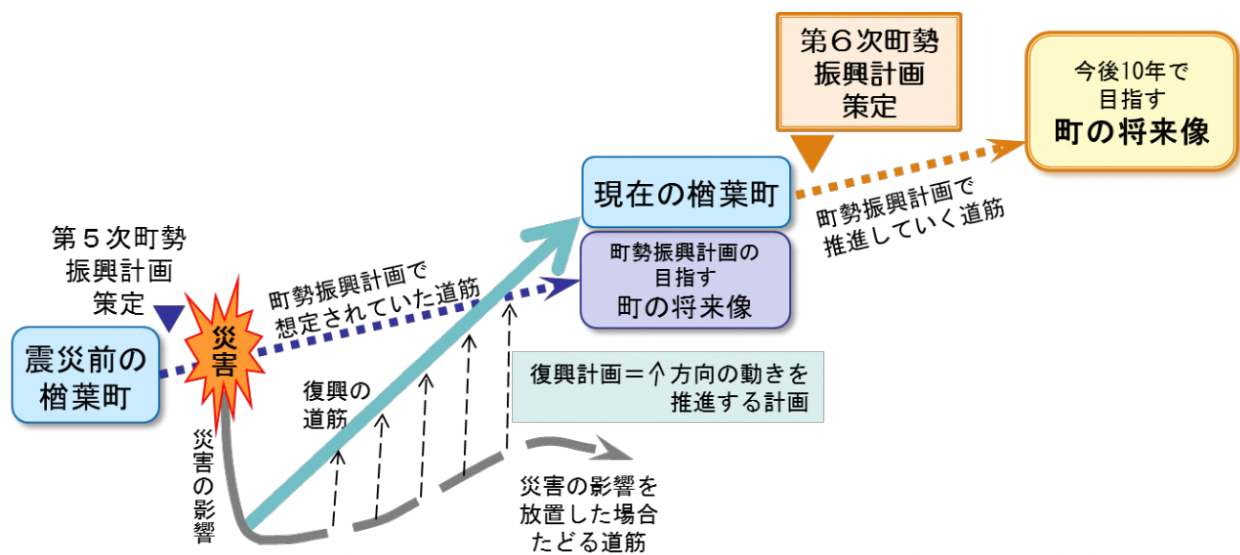 第６次町勢
振興計画
策定
今後10年で
目指す
町の将来像
現在の楢葉町
町勢振興計画で
推進していく道筋
第５次町勢
振興計画
策定
町勢振興計画の
目指す
町の将来像
町勢振興計画で
想定されていた道筋
災害
震災前の
楢葉町
復興計画＝↑方向の動きを
推進する計画
復興の
道筋
災害の影響
災害の影響を
放置した場合
たどる道筋